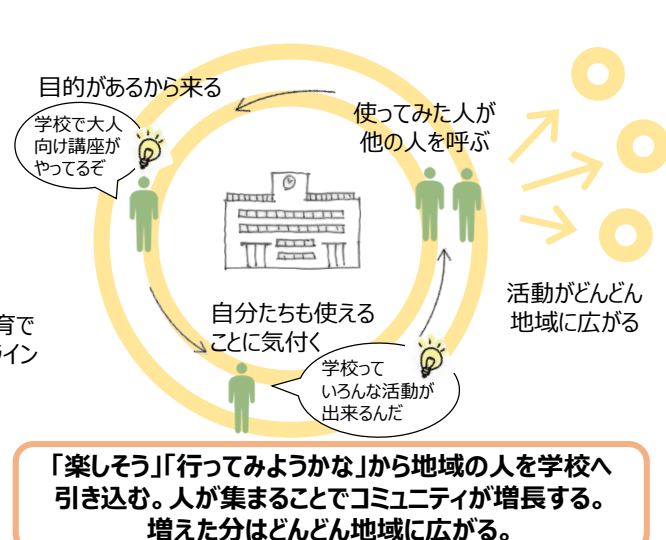 目的があるから来る
学校で大人
向け講座が
やってるぞ
使ってみた人が
他の人を呼ぶ
自分たちも使える
ことに気付く
学校って
いろんな活動が
出来るんだ
活動がどんどん
地域に広がる
育で
イン
「楽しそう」「行ってみようかな」から地域の人を学校へ
引き込む。人が集まることでコミュニティが増長する。
増えた分はどんどん地域に広がる。